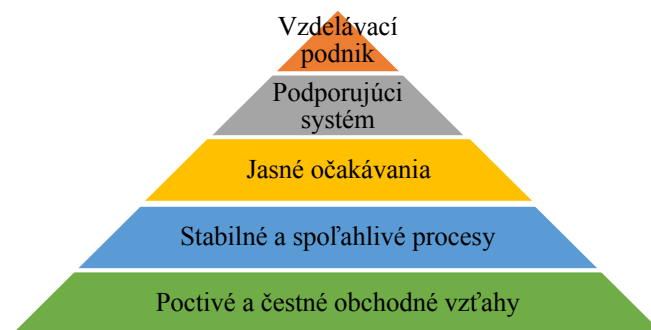 Vzdelávací
podnik
Podporujúci
systém
Jasné očakávania
Stabilné a spoľahlivé procesy
Poctivé a čestné obchodné vzťahy